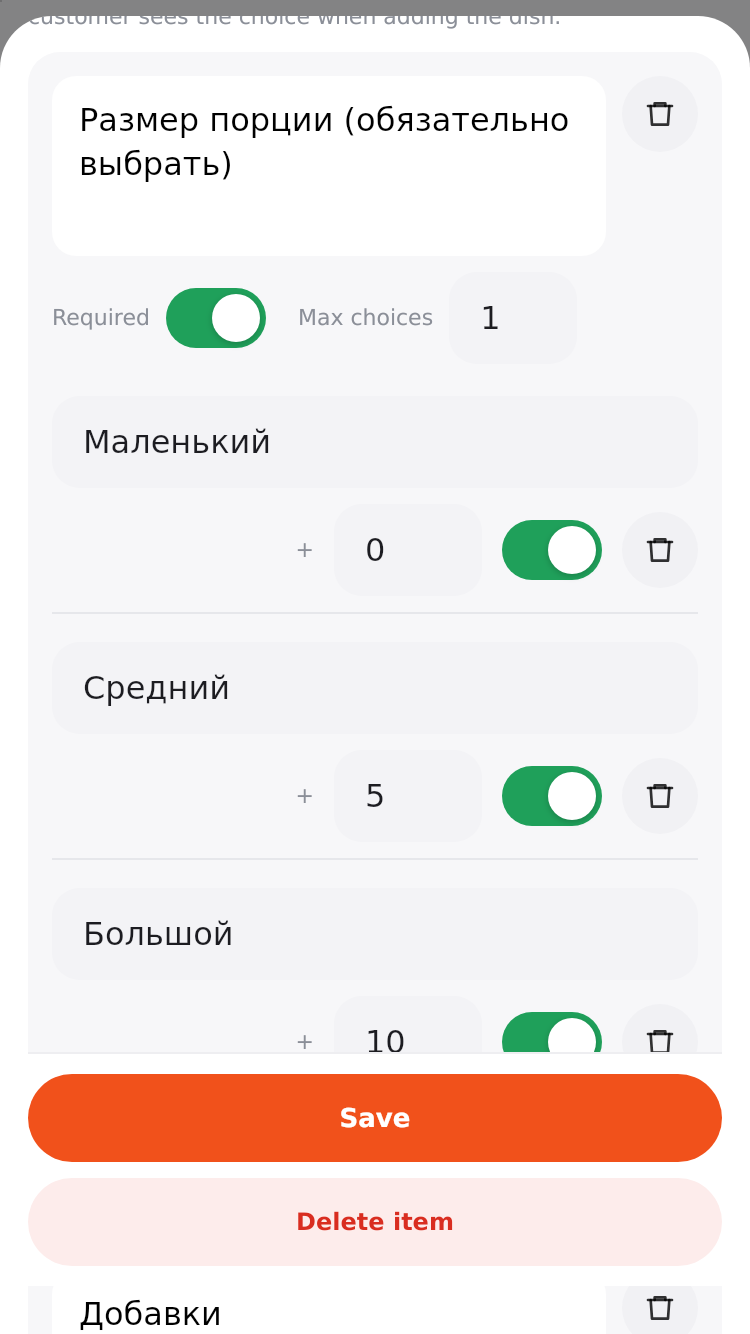 customer sees the choice when adding the dish.
Размер порции (обязательно
выбрать)
Required
Max choices
1
Маленький
+ 0
Средний
+ 5
Большой
+ 10
Save
Delete item
Добавки